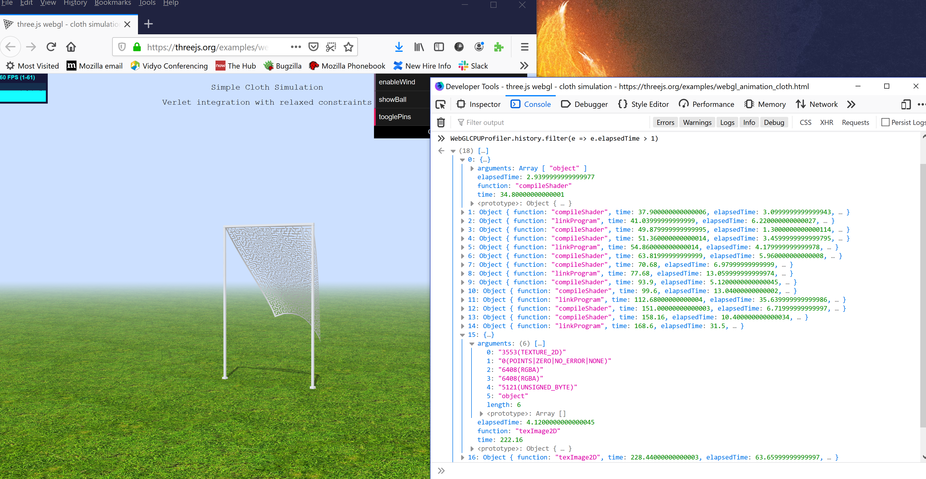 File Edit View History Bookmarks Tools Help
three.js webgl - cloth simulation
https://threejs.org/examples/we
Most Visited Mozilla email Vidyo Conferencing The Hub Bugzilla Mozilla Phonebook New Hire Info Slack
60 FPS (1-61)
Simple Cloth Simulation
Verlet integration with relaxed constraints
enableWind
showBall
tooglePins
Developer Tools - three.js webgl - cloth simulation - https://threejs.org/examples/webgl_animation_cloth.html
Inspector Console Debugger Style Editor Performance Memory Network
Filter output
Errors Warnings Logs Info Debug CSS XHR Requests Persist Logs
WebGLCPUProfiler.history.filter(e => e.elapsedTime > 1)
(18) […]
0: {…}
arguments: Array [ "object" ]
elapsedTime: 2.9399999999999977
function: "compileShader"
time: 34.80000000000001
<prototype>: Object { … }
1: Object { function: "compileShader", time: 37.900000000000006, elapsedTime: 3.0999999999999943, … }
2: Object { function: "linkProgram", time: 41.03999999999999, elapsedTime: 6.220000000000027, … }
3: Object { function: "compileShader", time: 49.87999999999995, elapsedTime: 1.3000000000000114, … }
4: Object { function: "compileShader", time: 51.36000000000014, elapsedTime: 3.4599999999999795, … }
5: Object { function: "linkProgram", time: 54.860000000000014, elapsedTime: 4.17999999999978, … }
6: Object { function: "compileShader", time: 63.81999999999999, elapsedTime: 5.960000000000008, … }
7: Object { function: "compileShader", time: 70.68, elapsedTime: 6.97999999999999, … }
8: Object { function: "linkProgram", time: 77.68, elapsedTime: 13.059999999999974, … }
9: Object { function: "compileShader", time: 93.9, elapsedTime: 5.1200000000000045, … }
10: Object { function: "compileShader", time: 99.6, elapsedTime: 13.040000000000002, … }
11: Object { function: "linkProgram", time: 112.68000000000004, elapsedTime: 35.63999999999986, … }
12: Object { function: "compileShader", time: 151.00000000000003, elapsedTime: 6.71999999999997, … }
13: Object { function: "compileShader", time: 158.16, elapsedTime: 10.400000000000034, … }
14: Object { function: "linkProgram", time: 168.6, elapsedTime: 31.5, … }
15: {…}
arguments: (6) […]
0: "3553(TEXTURE_2D)"
1: "0(POINTS|ZERO|NO_ERROR|NONE)"
2: "6408(RGBA)"
3: "6408(RGBA)"
4: "5121(UNSIGNED_BYTE)"
5: "object"
length: 6
<prototype>: Array []
elapsedTime: 4.1200000000000045
function: "texImage2D"
time: 222.16
<prototype>: Object { … }
16: Object { function: "texImage2D", time: 228.44000000000003, elapsedTime: 63.65999999999997, … }